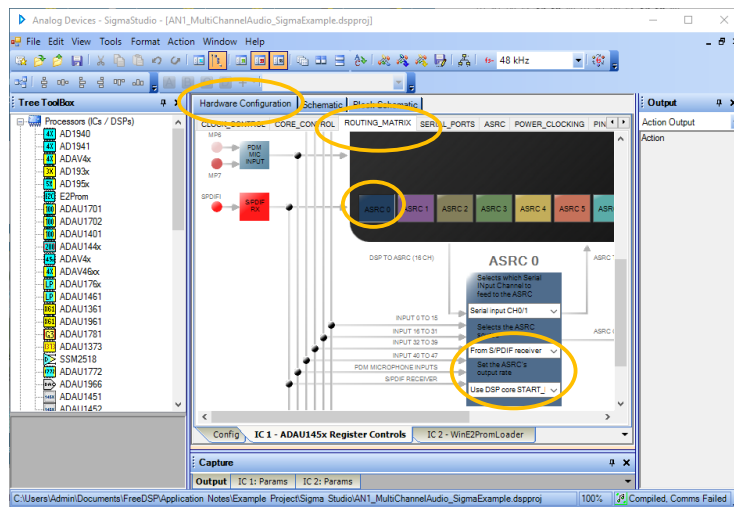 Analog Devices - SigmaStudio - [AN1_MultiChannelAudio_SigmaExample.dspproj]
File Edit View Tools Format Action Window Help
48 kHz
Tree ToolBox
Processors (ICs / DSPs)
AD1940
AD1941
ADAV4x
AD193x
AD195x
E2Prom
ADAU1701
ADAU1702
ADAU1401
ADAU144x
ADAV4x
ADAV46xx
ADAU176x
ADAU1461
ADAU1361
ADAU1961
ADAU1781
ADAU1373
SSM2518
ADAU1772
ADAU1966
ADAU1451
ADAU1452
Hardware Configuration Schematic Block Schematic
CLOCK_CONTROL CORE_CONTROL ROUTING_MATRIX SERIAL_PORTS ASRC POWER_CLOCKING PIN
MP6
PDM
MIC
INPUT
MP7
SPDIFI
SPDIF
RX
ASRC 0 ASRC 1 ASRC 2 ASRC 3 ASRC 4 ASRC 5 ASR
DSP TO ASRC (16 CH)
ASRC 0
ASRC
Selects which Serial
INput Channel to
feed to the ASRC
Serial input CH0/1
INPUT 0 TO 15
INPUT 16 TO 31
INPUT 32 TO 39
INPUT 40 TO 47
PDM MICROPHONE INPUTS
S/PDIF RECEIVER
Selects the ASRC
ASRC
From S/PDIF receiver
Set the ASRC's
output rate
Use DSP core START_
Config IC 1 - ADAU145x Register Controls IC 2 - WinE2PromLoader
Capture
Output IC 1: Params IC 2: Params
Output
Action Output
Action
C:\Users\Admin\Documents\FreeDSP\Application Notes\Example Project\Sigma Studio\AN1_MultiChannelAudio_SigmaExample.dspproj 100% Compiled, Comms Failed